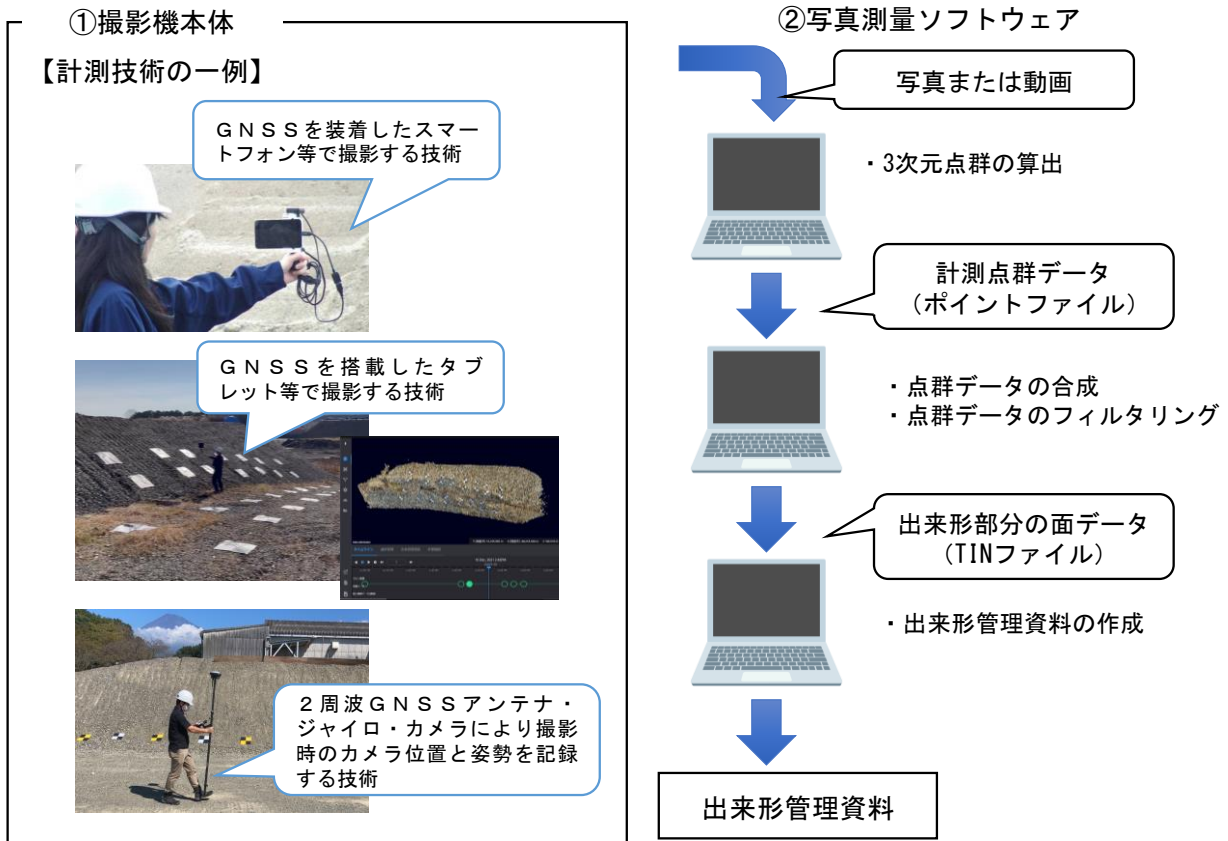 ①撮影機本体
【計測技術の一例】
ＧＮＳＳを装着したスマー
トフォン等で撮影する技術
ＧＮＳＳを搭載したタブ
レット等で撮影する技術
２周波ＧＮＳＳアンテナ・
ジャイロ・カメラにより撮影
時のカメラ位置と姿勢を記録
する技術
②写真測量ソフトウェア
写真または動画
・3次元点群の算出
計測点群データ
（ポイントファイル）
・点群データの合成
・点群データのフィルタリング
出来形部分の面データ
（TINファイル）
・出来形管理資料の作成
出来形管理資料